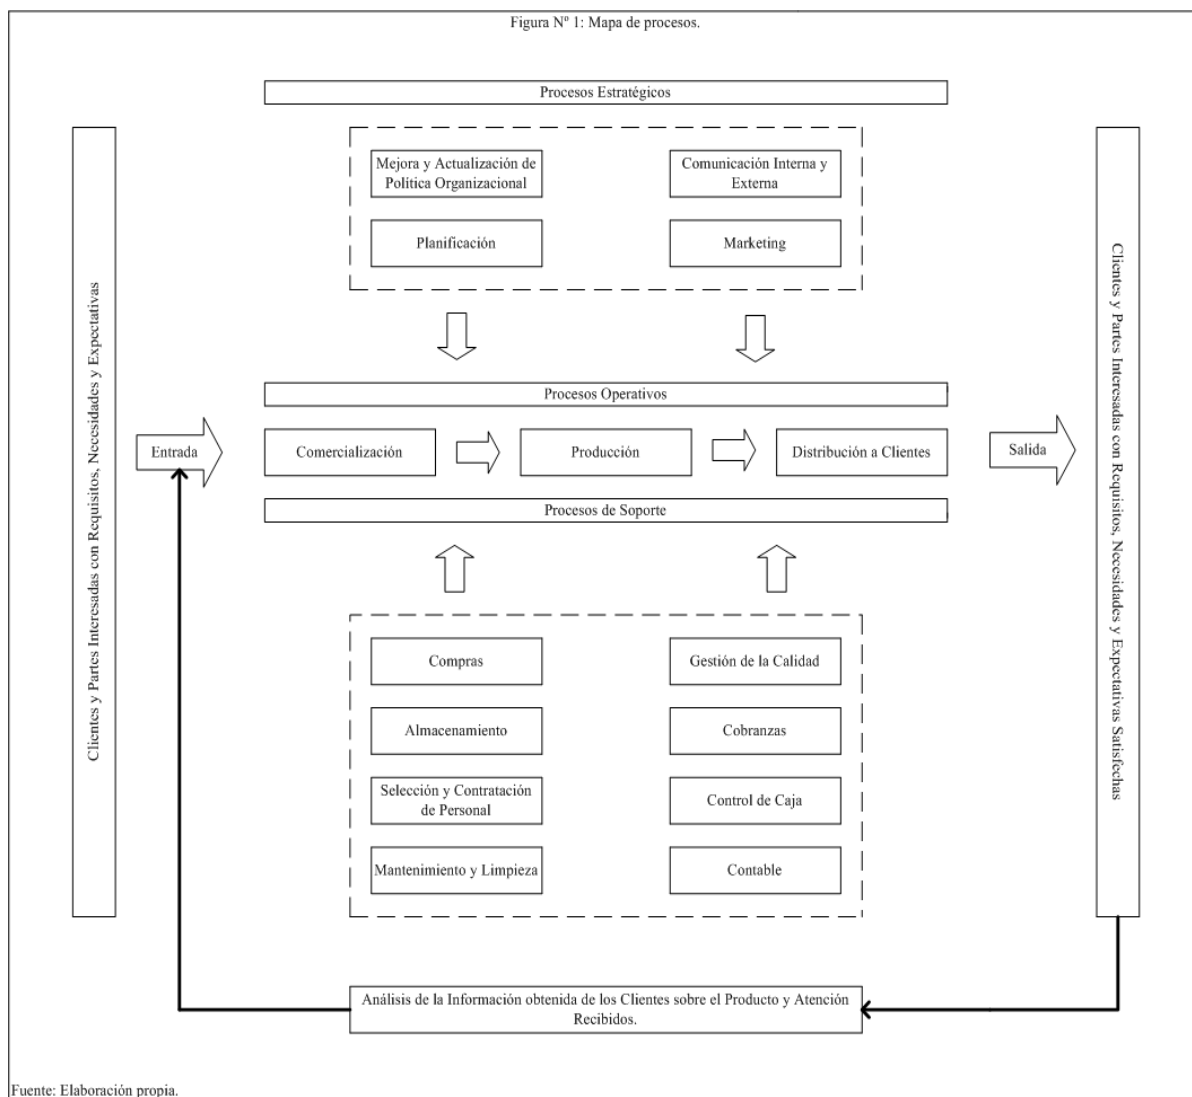 Figura Nº 1: Mapa de procesos.
Procesos Estratégicos
Mejora y Actualización de
Política Organizacional
Comunicación Interna y
Externa
Planificación
Marketing
Clientes y Partes Interesadas con Requisitos, Necesidades y Expectativas
Procesos Operativos
Entrada
Comercialización
Producción
Distribución a Clientes
Salida
Procesos de Soporte
Clientes y Partes Interesadas con Requisitos, Necesidades y Expectativas Satisfechas
Compras
Gestión de la Calidad
Almacenamiento
Cobranzas
Selección y Contratación
de Personal
Control de Caja
Mantenimiento y Limpieza
Contable
Análisis de la Información obtenida de los Clientes sobre el Producto y Atención
Recibidos.
Fuente: Elaboración propia.